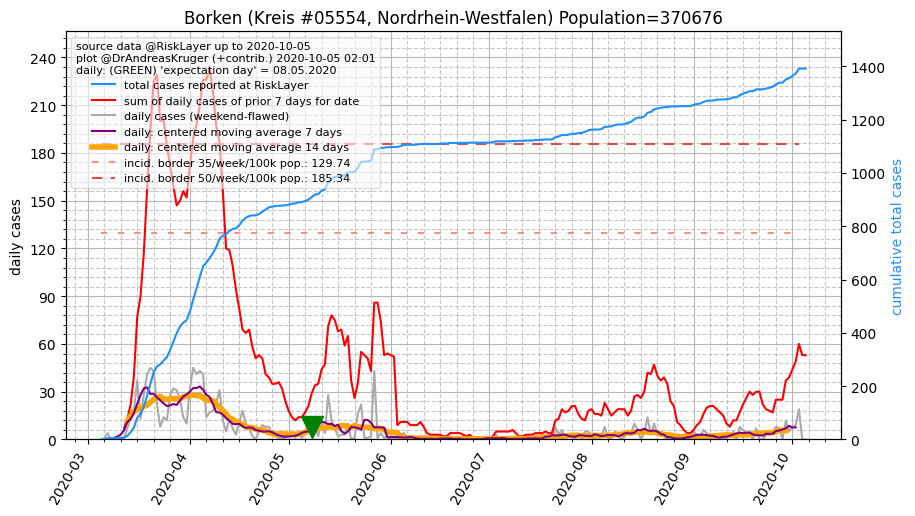 Borken (Kreis #05554, Nordrhein-Westfalen) Population=370676
source data @RiskLayer up to 2020-10-05
plot @DrAndreasKruger (+contrib.) 2020-10-05 02:01
daily: (GREEN) 'expectation day' = 08.05.2020
total cases reported at RiskLayer
sum of daily cases of prior 7 days for date
daily cases (weekend-flawed)
daily: centered moving average 7 days
daily: centered moving average 14 days
incid. border 35/week/100k pop.: 129.74
incid. border 50/week/100k pop.: 185.34
daily cases
240
210
180
150
120
90
60
30
0
cumulative total cases
1400
1200
1000
800
600
400
200
0
2020-03
2020-04
2020-05
2020-06
2020-07
2020-08
2020-09
2020-10